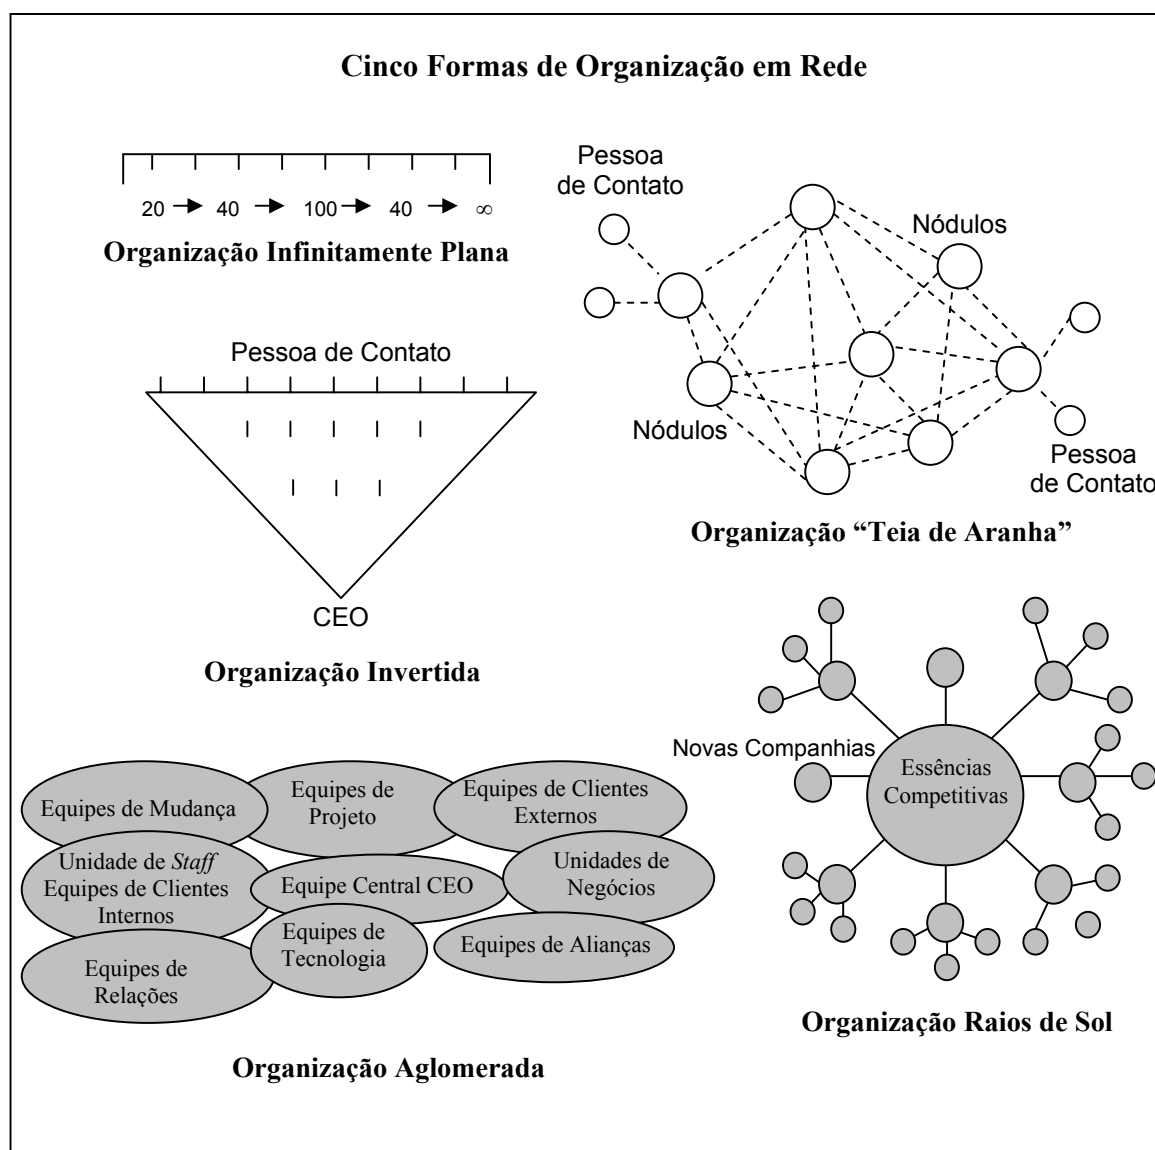 Cinco Formas de Organização em Rede
20 40 100 40 ∞
Organização Infinitamente Plana
Pessoa
de Contato
Nódulos
Nódulos
Pessoa
de Contato
Organização “Teia de Aranha”
Pessoa de Contato
CEO
Organização Invertida
Novas Companhias
Essências
Competitivas
Organização Raios de Sol
Equipes de Mudança
Equipes de
Projeto
Equipes de Clientes
Externos
Unidade de Staff
Equipes de Clientes
Internos
Equipe Central CEO
Unidades de
Negócios
Equipes de
Relações
Equipes de
Tecnologia
Equipes de Alianças
Organização Aglomerada